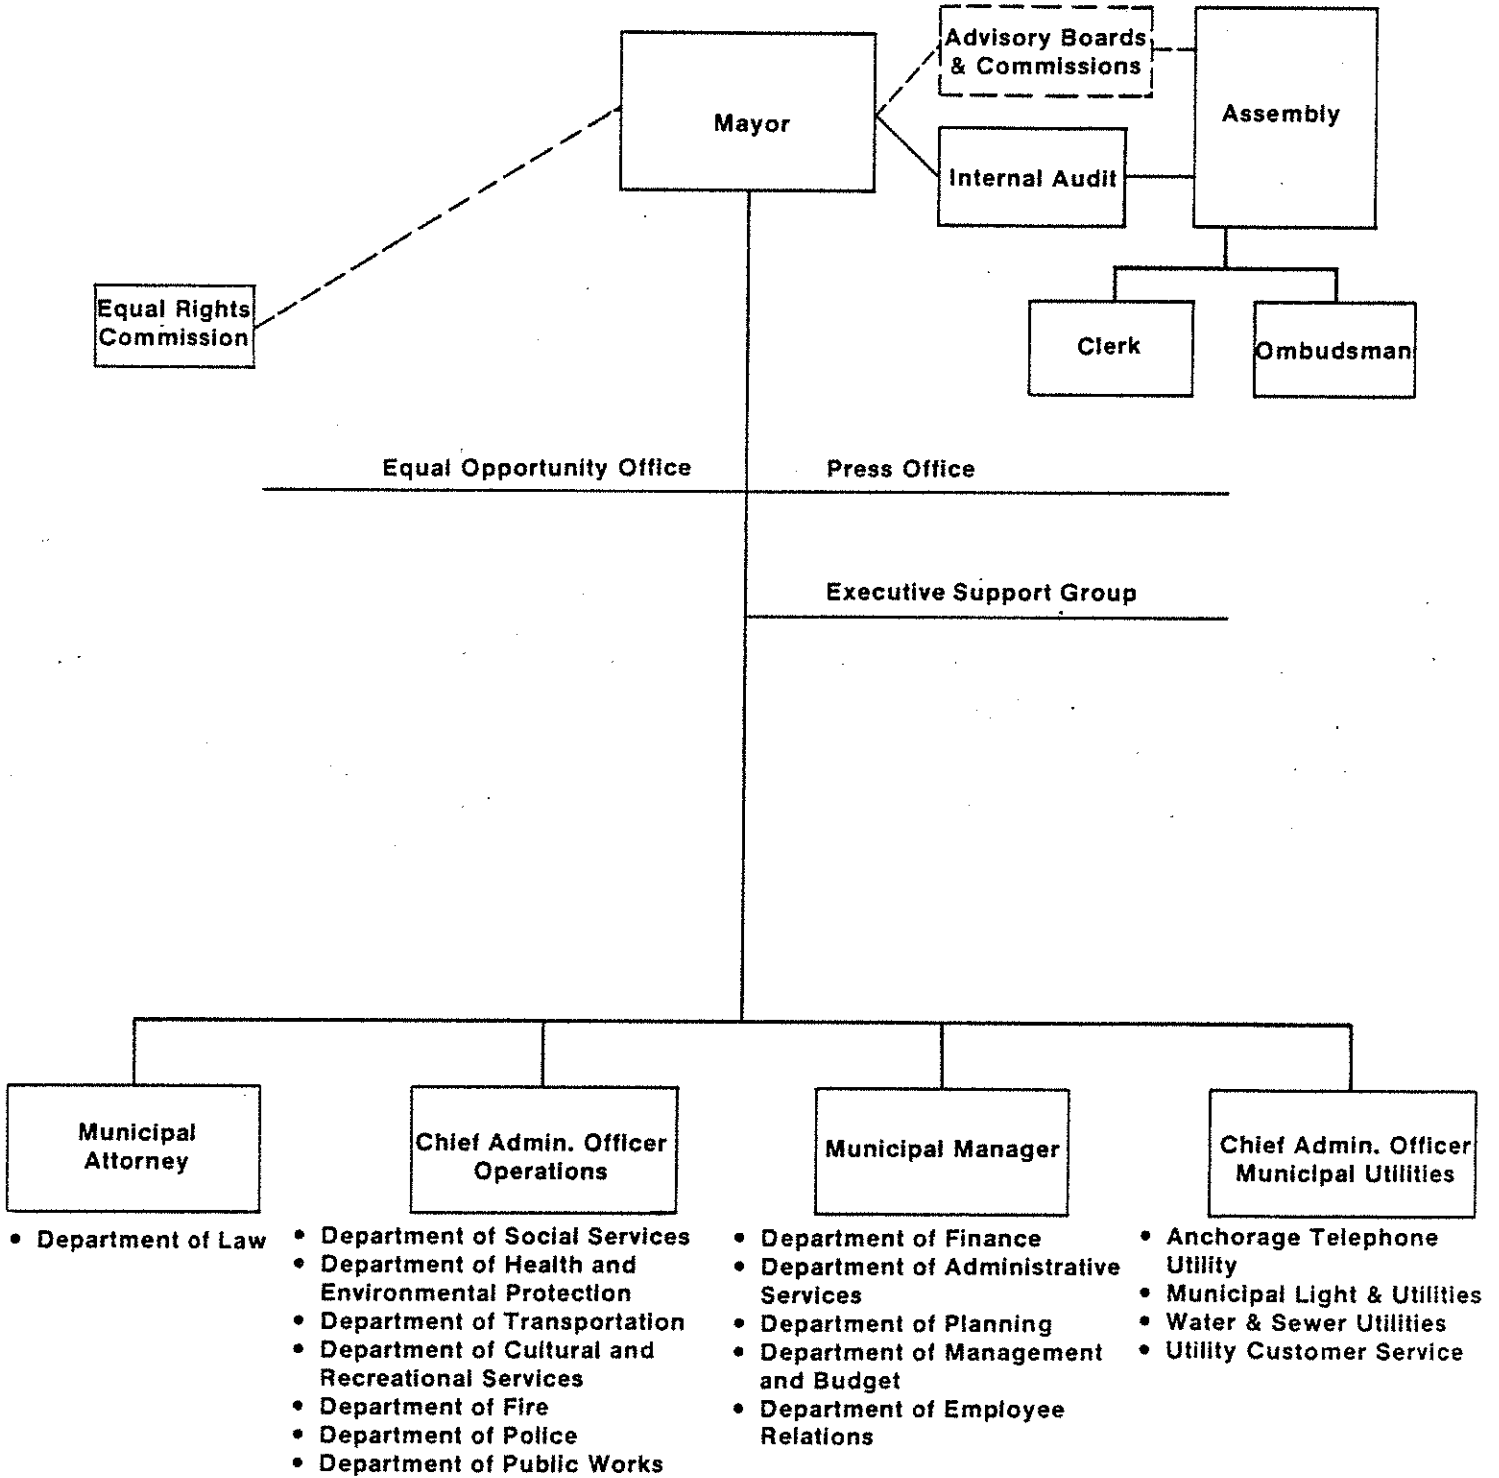 Advisory Boards
& Commissions
Mayor
Assembly
Internal Audit
Equal Rights
Commission
Clerk
Ombudsman
Equal Opportunity Office
Press Office
Executive Support Group
Municipal
Attorney
• Department of Law
Chief Admin. Officer
Operations
• Department of Social Services
• Department of Health and
Environmental Protection
• Department of Transportation
• Department of Cultural and
Recreational Services
• Department of Fire
• Department of Police
• Department of Public Works
Municipal Manager
• Department of Finance
• Department of Administrative
Services
• Department of Planning
• Department of Management
and Budget
• Department of Employee
Relations
Chief Admin. Officer
Municipal Utilities
• Anchorage Telephone
Utility
• Municipal Light & Utilities
• Water & Sewer Utilities
• Utility Customer Service